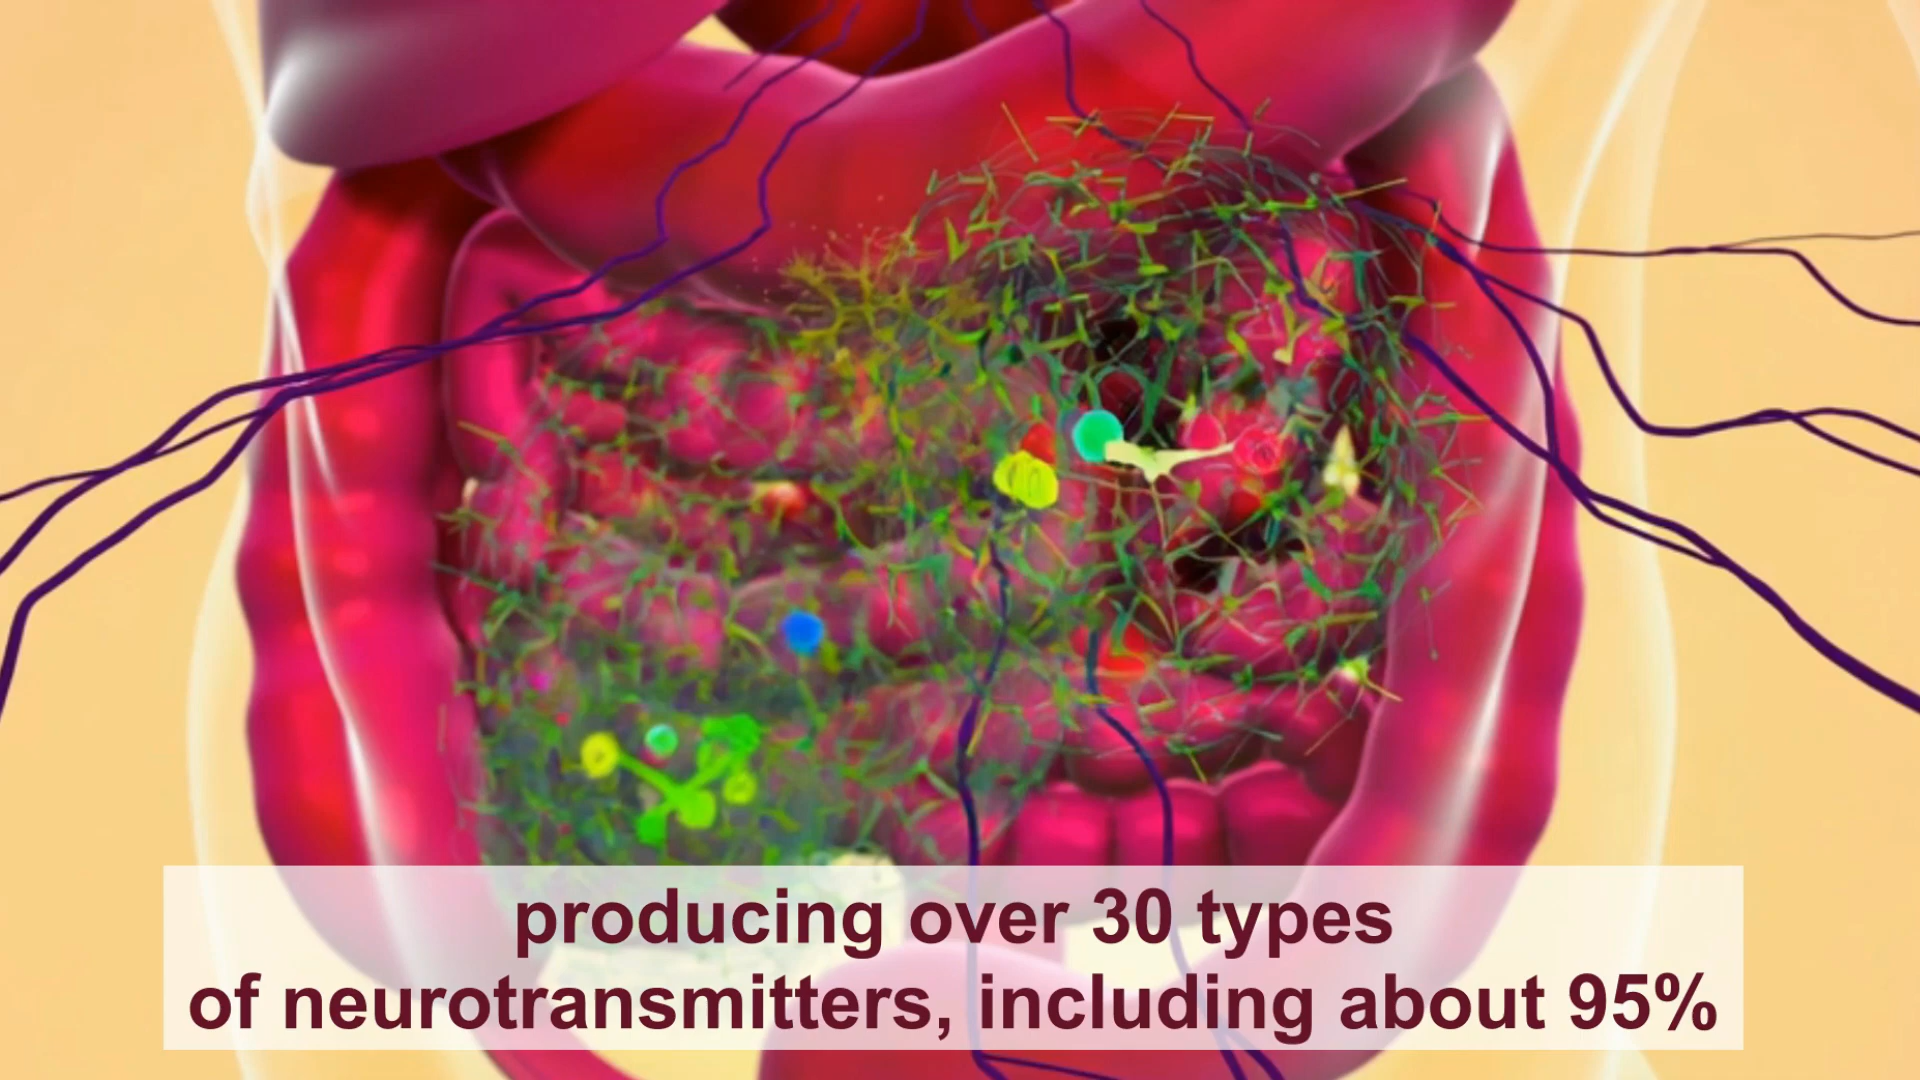 producing over 30 types
of neurotransmitters, including about 95%